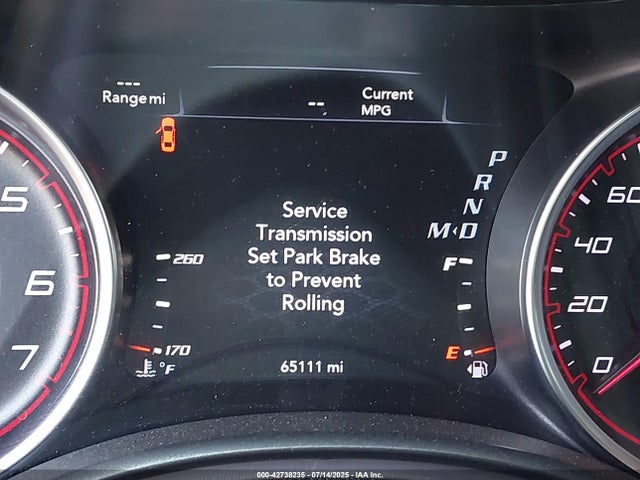 ---
Range mi
--
Current
MPG
P
R
N
M<D
Service
Transmission
Set Park Brake
to Prevent
Rolling
260
170
°F
F
E
65111 mi
5
6
7
60
40
20
0
000-42738235 - 07/14/2025 - IAA Inc.